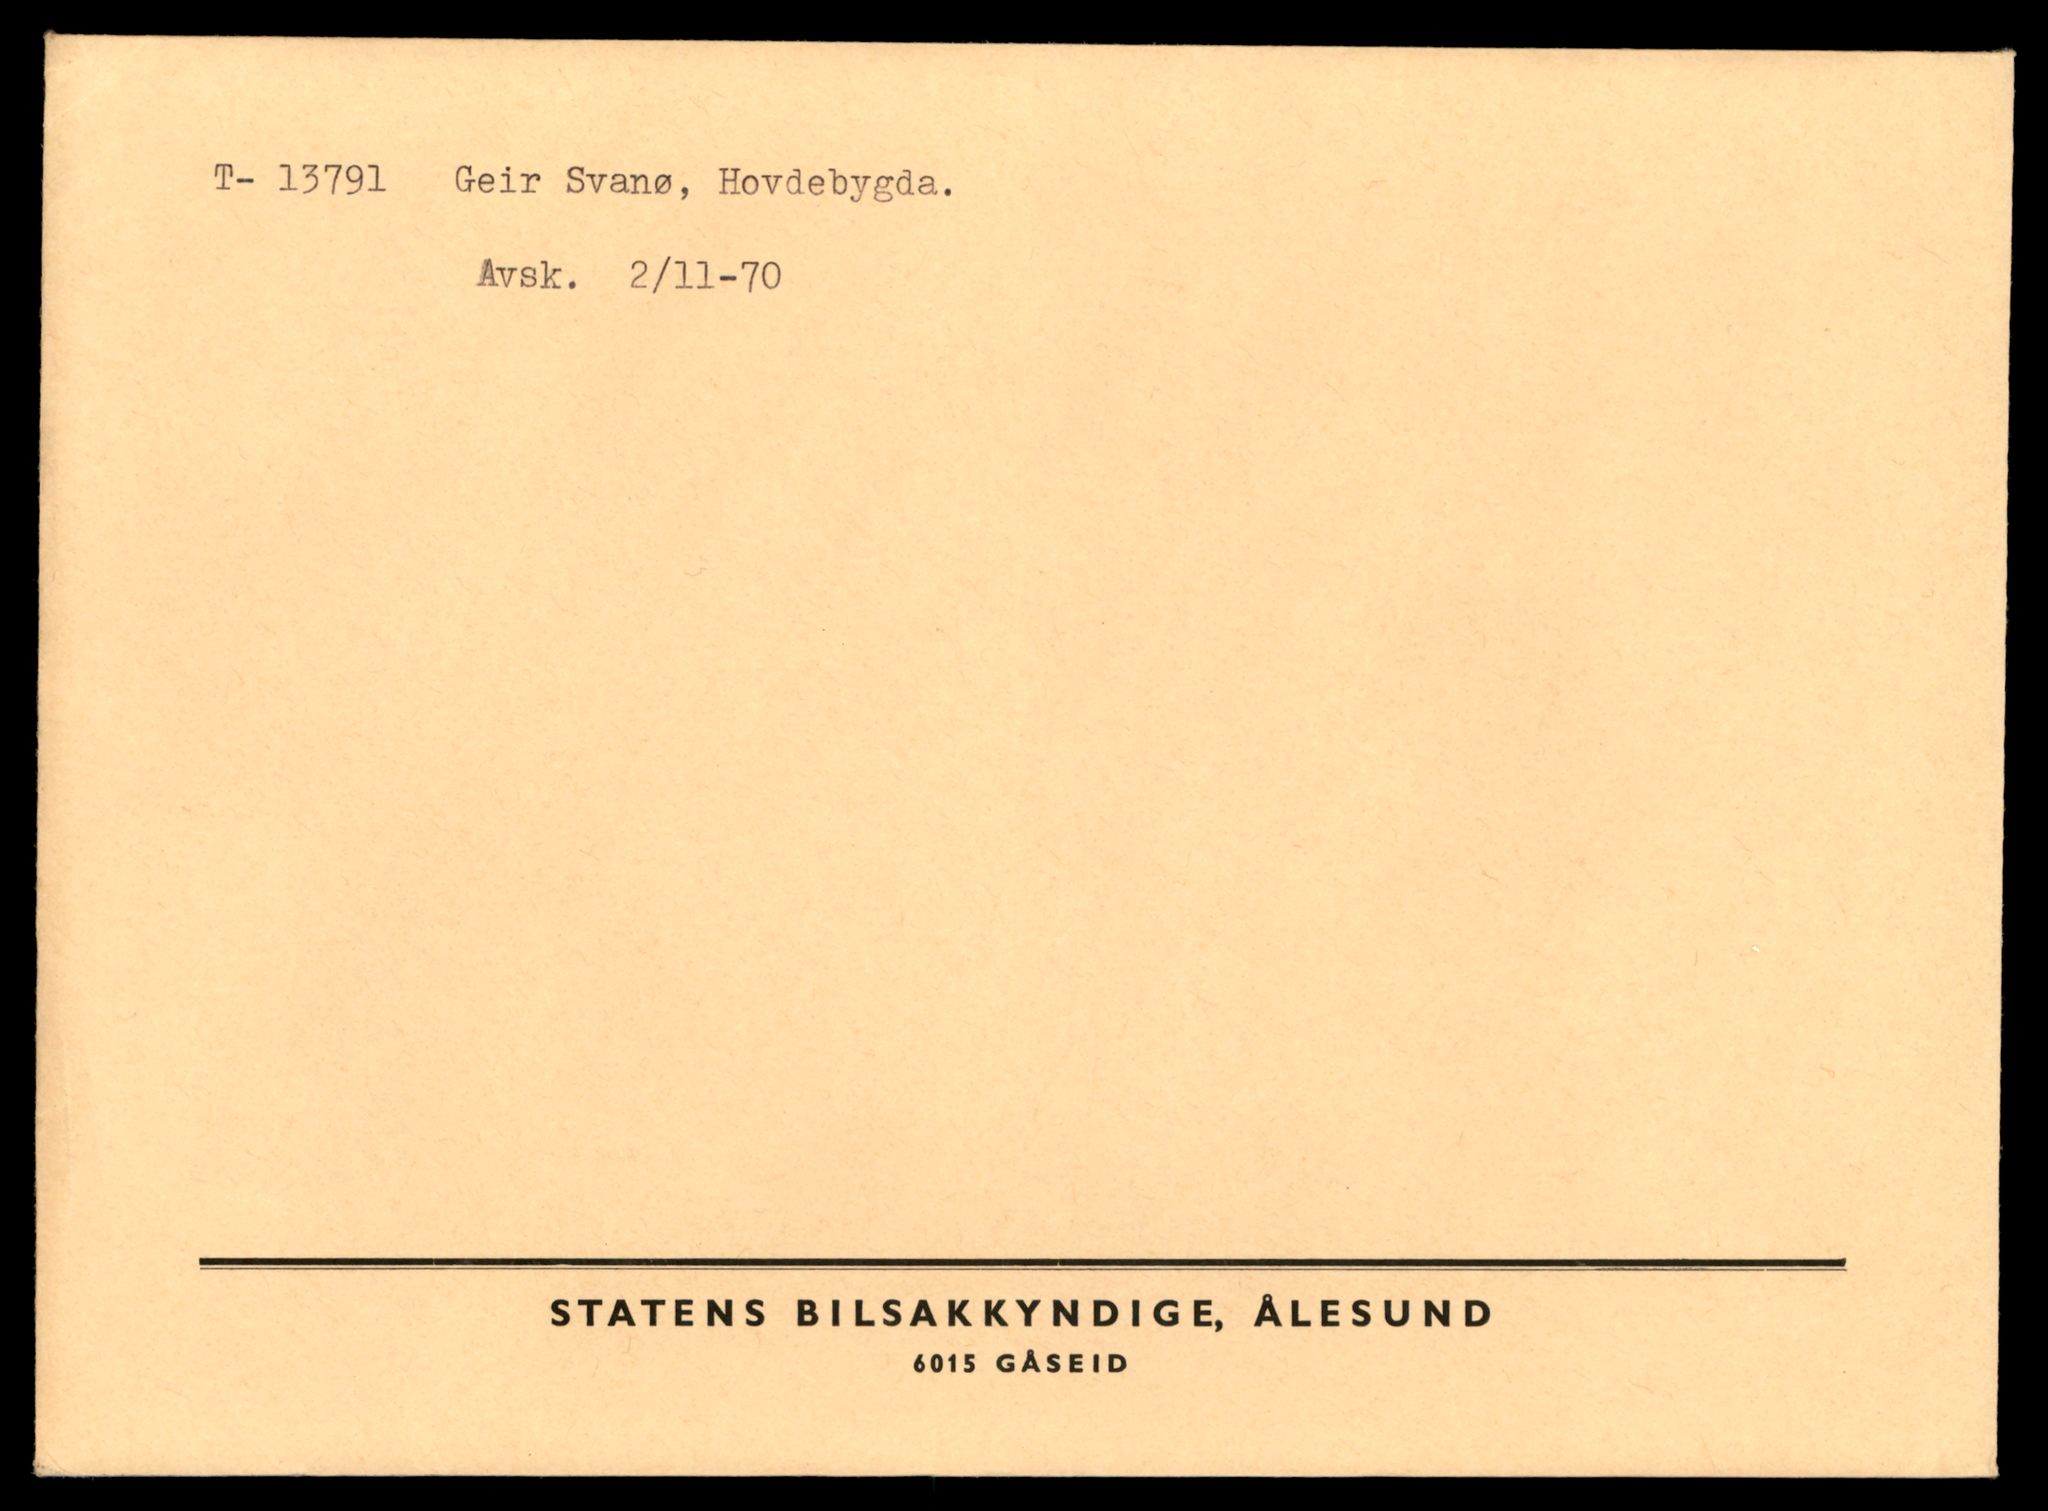 T- 13791 Geir Svanø, Hovdebygda.
Avsk. 2/11-70
STATENS BILSAKKYNDIGE, ÅLESUND
6015 GÅSEID